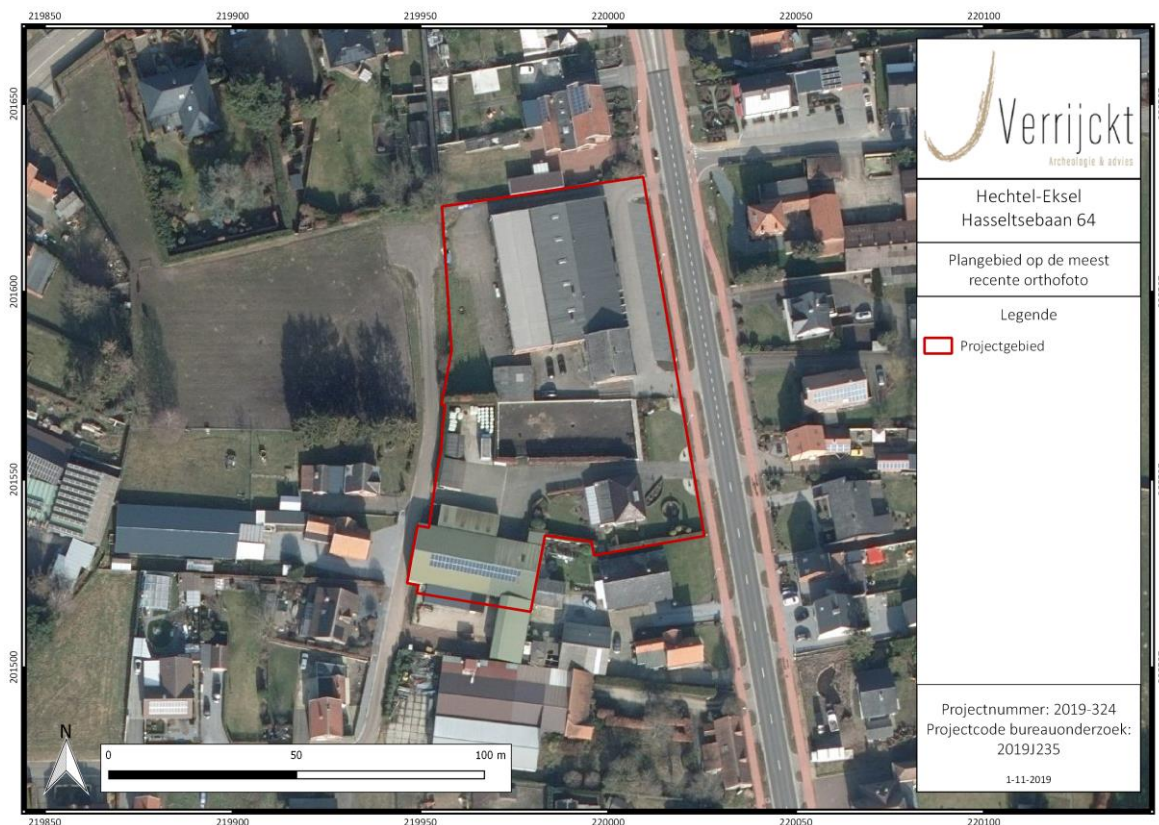 219850 219900 219950 220000 220050 220100
201650
201600
201550
201500
Verrijckt
Archeologie & advies
Hechtel-Eksel
Hasseltsebaan 64
Plangebied op de meest
recente orthofoto
Legende
Projectgebied
Projectnummer: 2019-324
Projectcode bureauonderzoek:
2019J235
1-11-2019
N
0 50 100 m
219850 219900 219950 220000 220050 220100